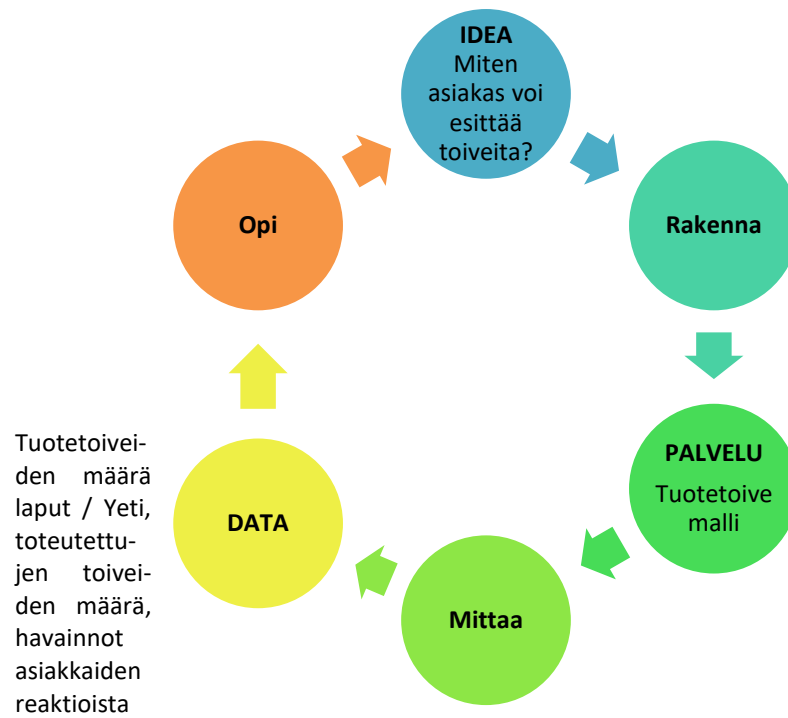 IDEA
Miten
asiakas voi
esittää
toiveita?
Opi
Rakenna
PALVELU
Tuotetoive
malli
DATA
Mittaa
Tuotetoivei-
den määrä
laput / Yeti,
toteutettu-
jen toivei-
den määrä,
havainnot
asiakkaiden
reaktioista